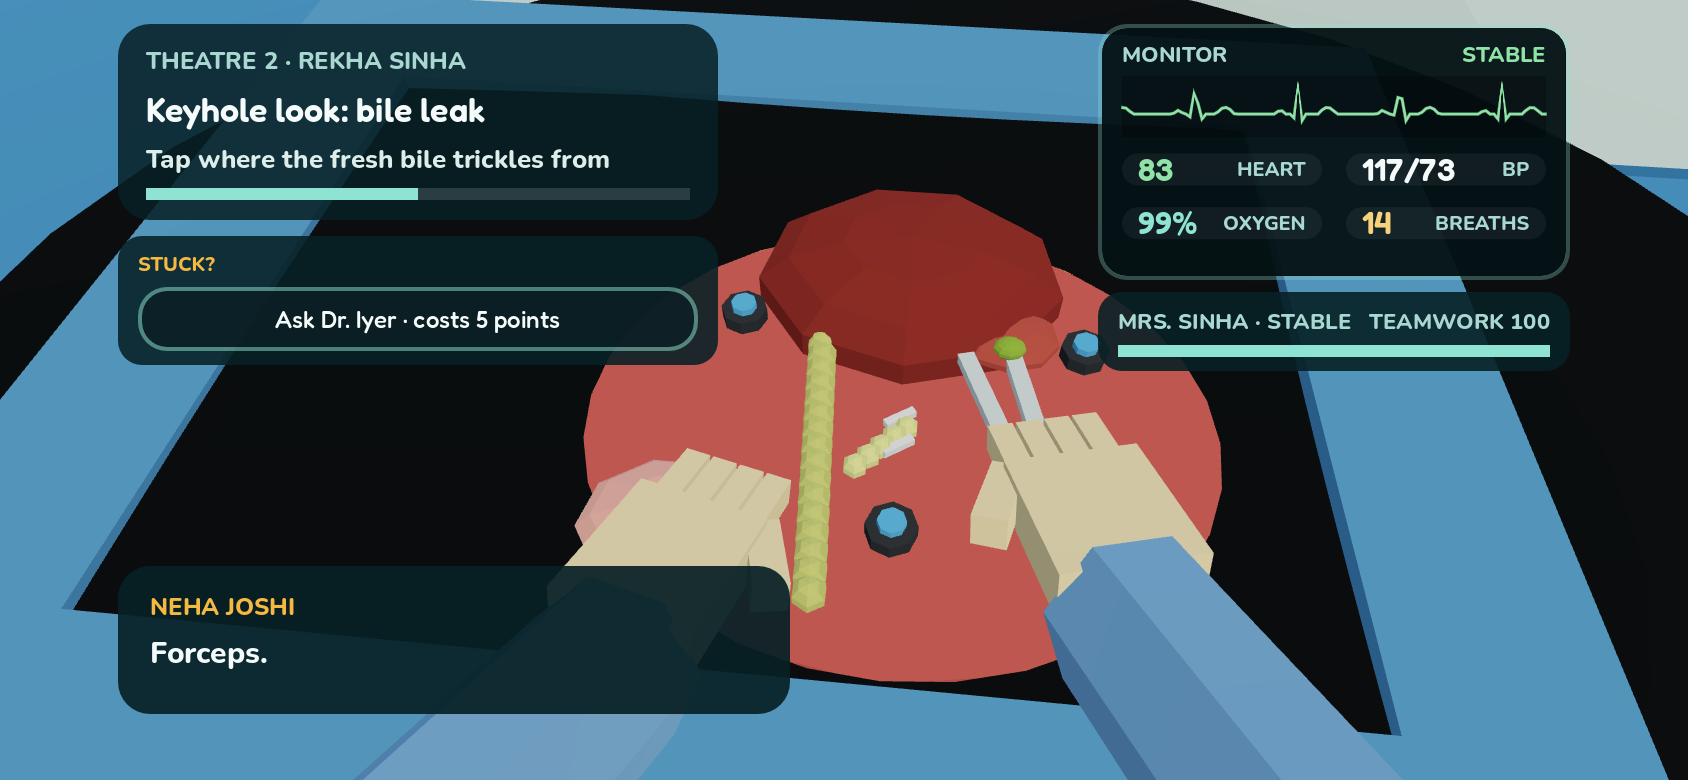 THEATRE 2 · REKHA SINHA
Keyhole look: bile leak
Tap where the fresh bile trickles from
STUCK?
Ask Dr. Iyer · costs 5 points
MONITOR STABLE
83 HEART 117/73 BP
99% OXYGEN 14 BREATHS
MRS. SINHA · STABLE TEAMWORK 100
NEHA JOSHI
Forceps.